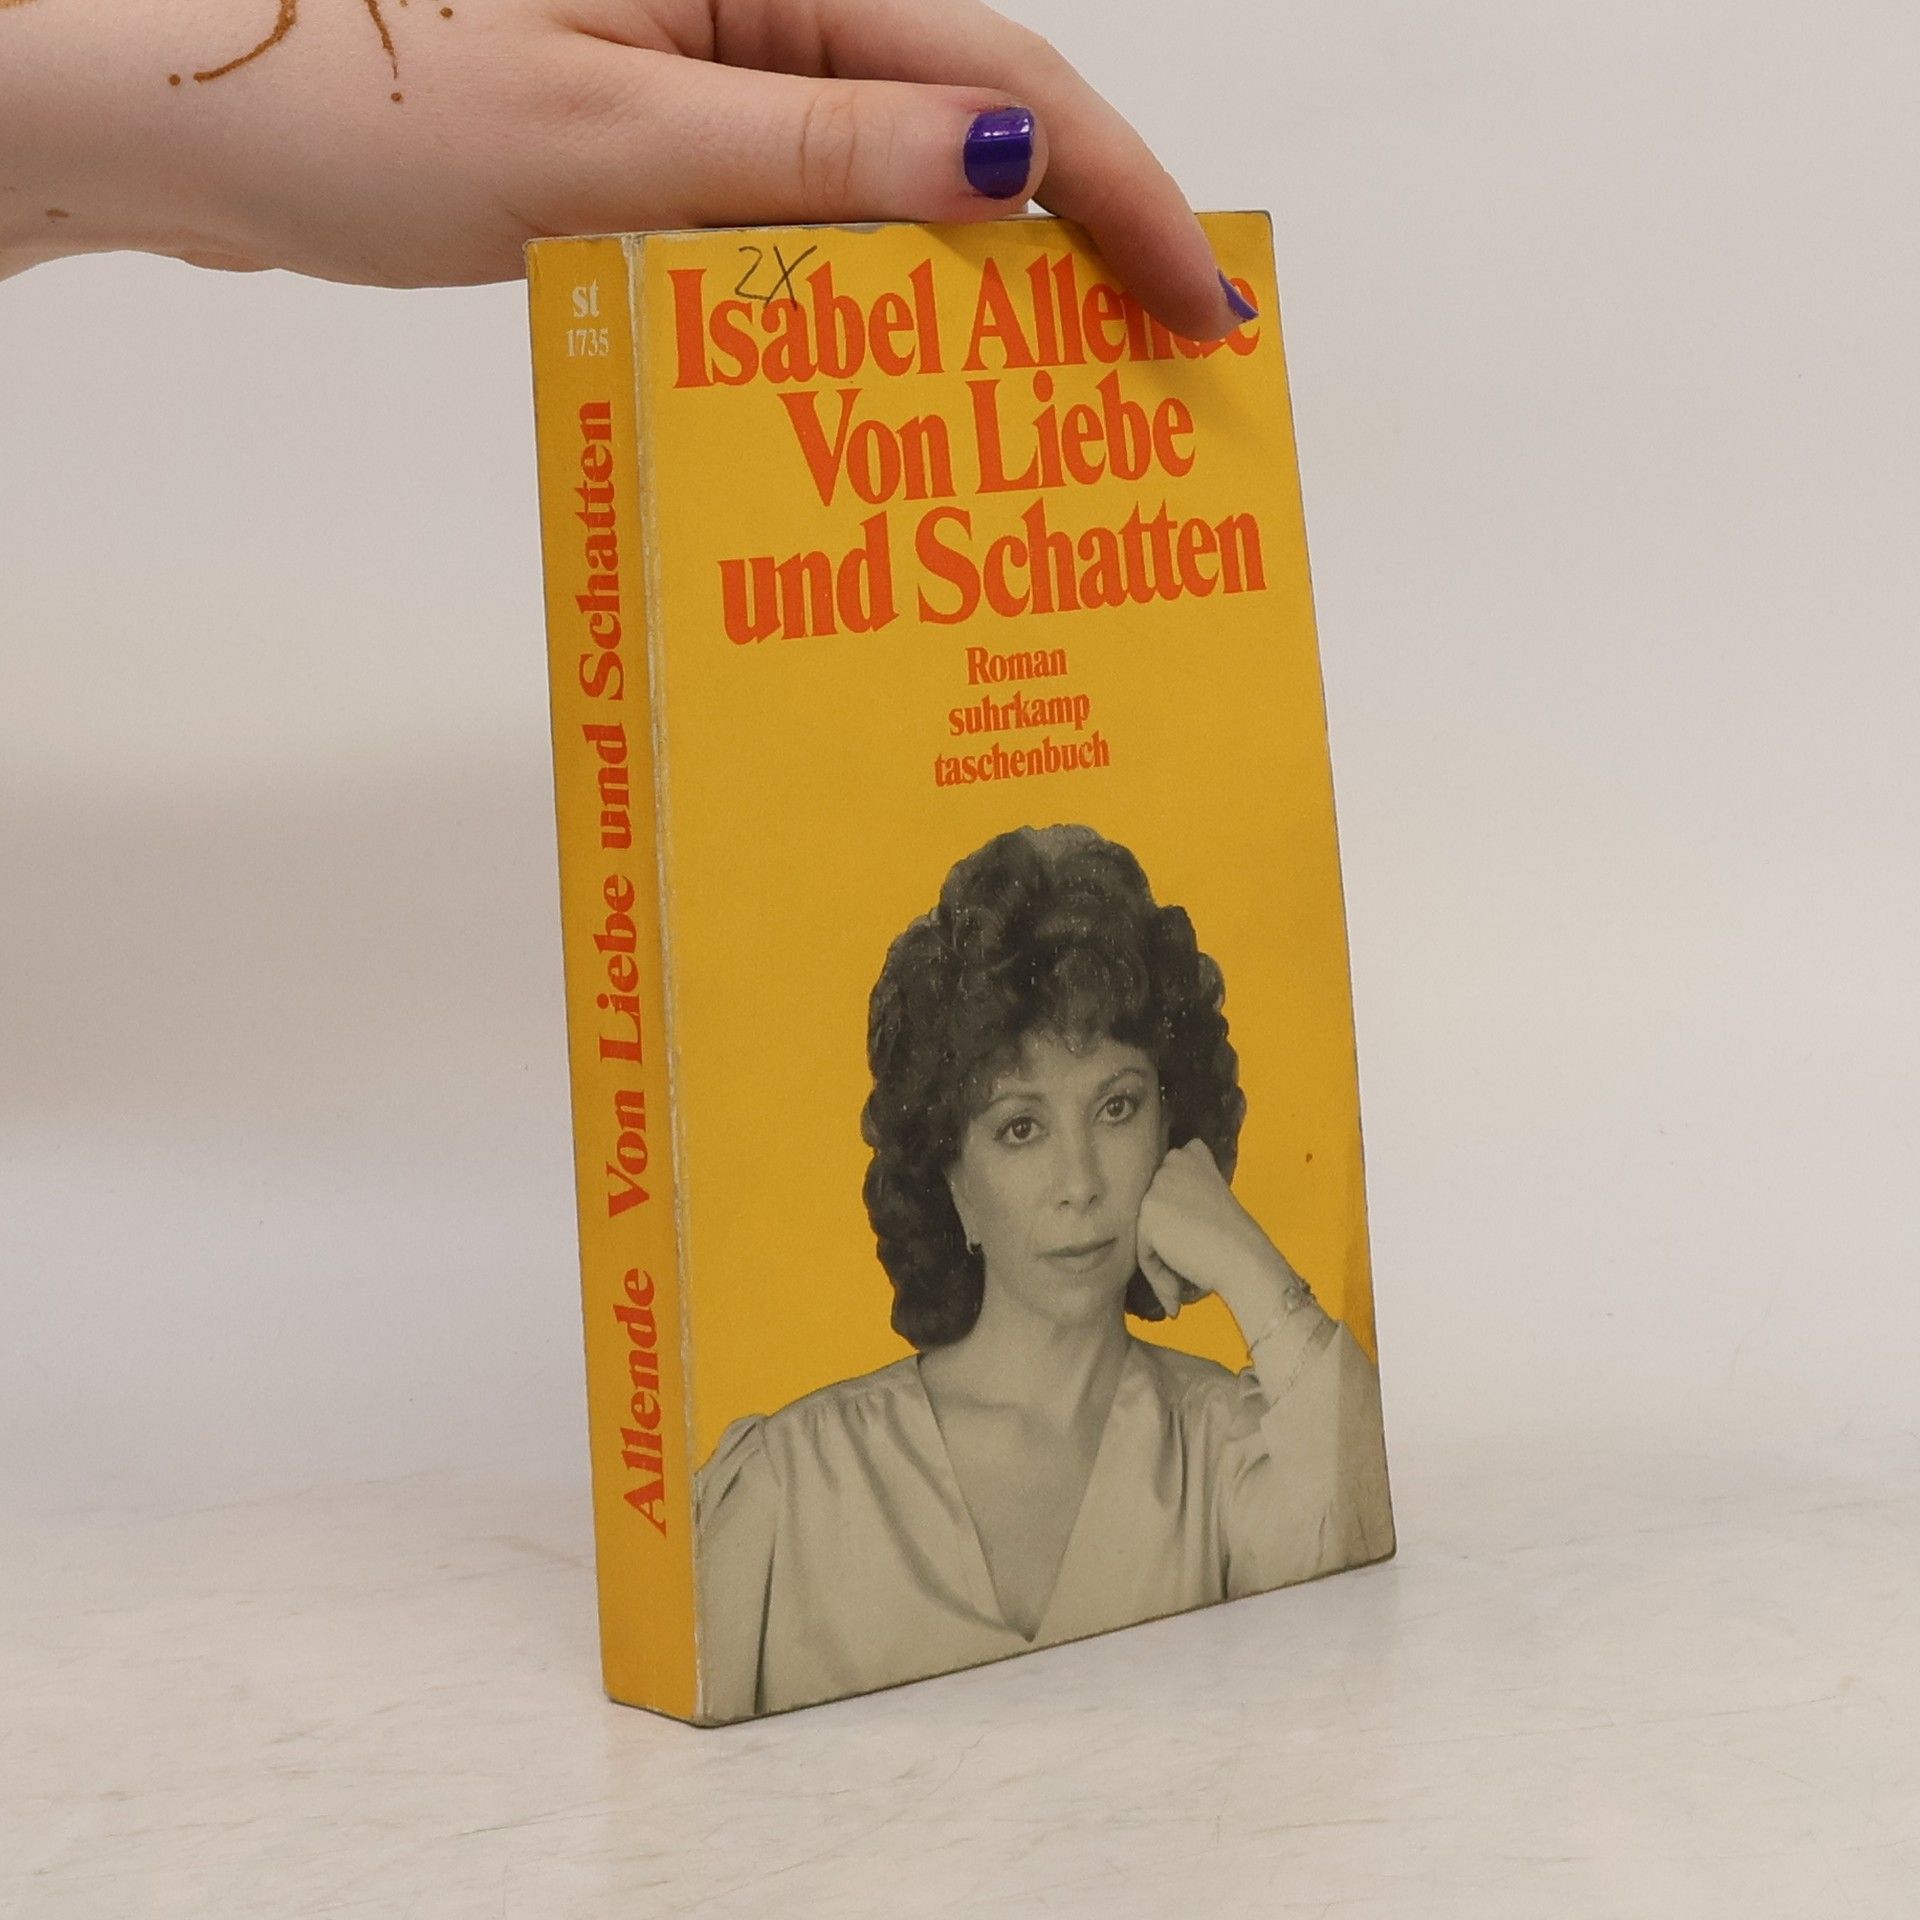 2x
Isabel Allende
Von Liebe
und Schatten
Roman
suhrkamp
taschenbuch
st
1735
Allende Von Liebe und Schatten